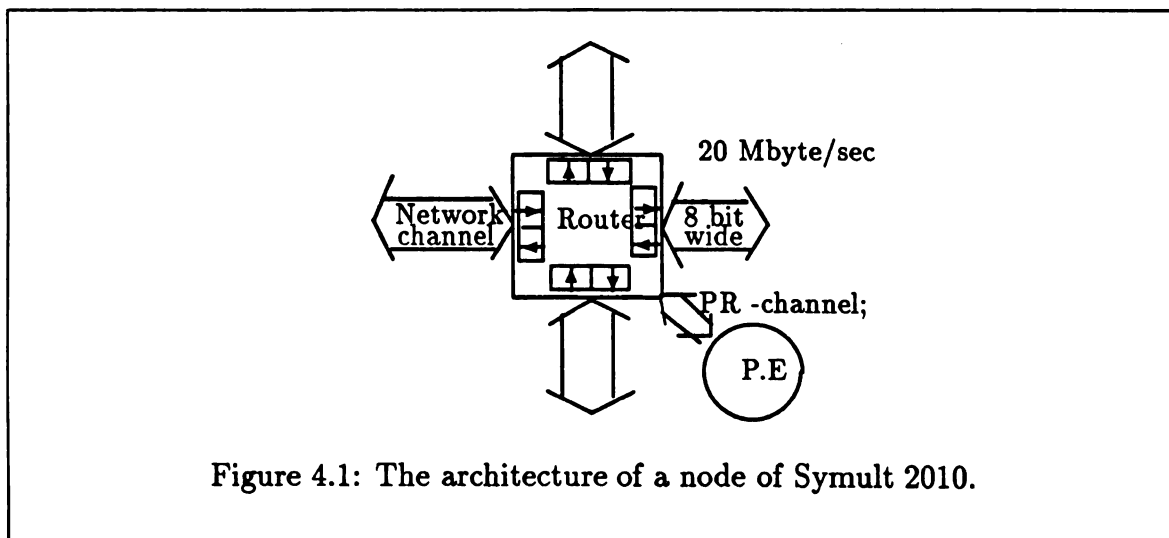 20 Mbyte/sec
Network
channel
Router
8 bit
wide
PR -channel;
P.E
Figure 4.1: The architecture of a node of Symult 2010.